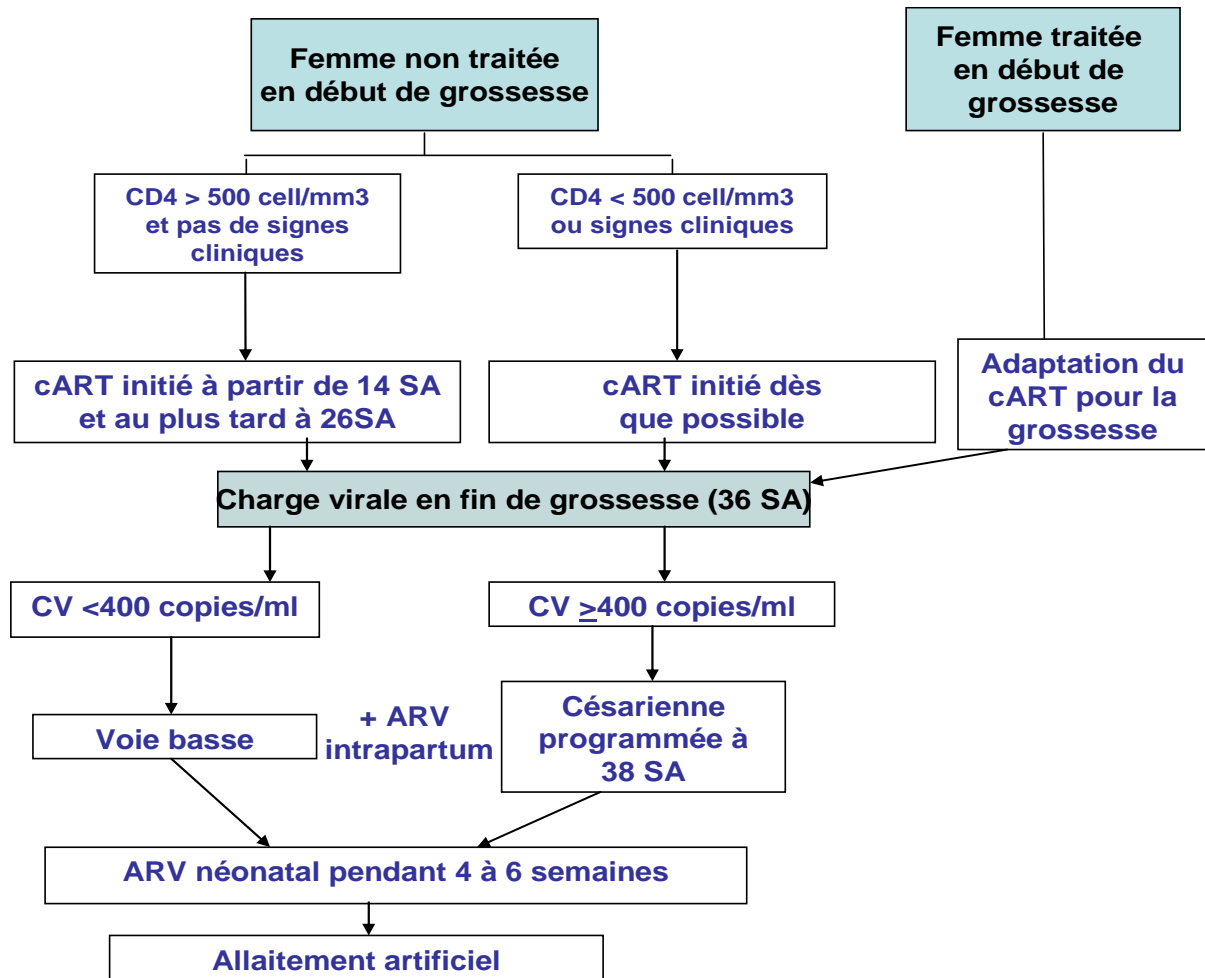 Femme non traitée
en début de grossesse
Femme traitée
en début de
grossesse
CD4 > 500 cell/mm3
et pas de signes
cliniques
CD4 < 500 cell/mm3
ou signes cliniques
cART initié à partir de 14 SA
et au plus tard à 26SA
cART initié dès
que possible
Adaptation du
cART pour la
grossesse
Charge virale en fin de grossesse (36 SA)
CV <400 copies/ml
CV ≥400 copies/ml
Voie basse
+ ARV
intrapartum
Césarienne
programmée à
38 SA
ARV néonatal pendant 4 à 6 semaines
Allaitement artificiel